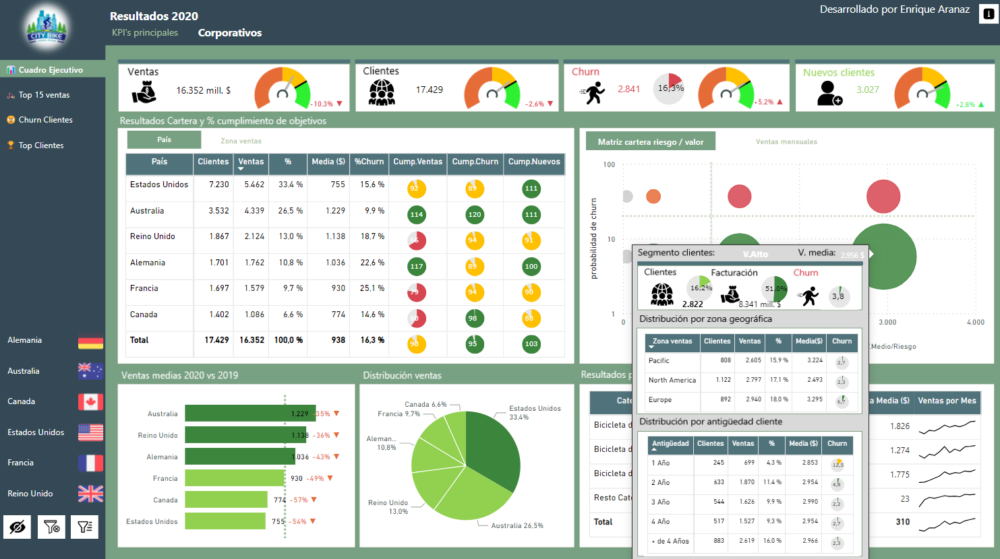 CITY BIKE
Resultados 2020
KPI's principales
Corporativos
Desarrollado por Enrique Aranaz
Cuadro Ejecutivo
Top 15 ventas
Churn Clientes
Top Clientes
Alemania
Australia
Canada
Estados Unidos
Francia
Reino Unido
Ventas
16.352 mill. $
-10,3% ▼
Clientes
17.429
-2,6% ▼
Churn
2.841
16,3%
+5,2% ▲
Nuevos clientes
3.027
+2,8% ▲
Resultados Cartera y % cumplimiento de objetivos
País
Zona ventas
País Clientes Ventas % Media ($) %Churn Cump.Ventas Cump.Churn Cump.Nuevos
Estados Unidos 7.230 5.462 33,4 % 755 15,6 % 92 89 111
Australia 3.532 4.339 26,5 % 1.229 9,9 % 114 120 111
Reino Unido 1.867 2.124 13,0 % 1.138 18,7 % 66 94 91
Alemania 1.701 1.762 10,8 % 1.036 22,6 % 117 89 100
Francia 1.697 1.579 9,7 % 930 25,1 % 79 94 90
Canada 1.402 1.086 6,6 % 774 14,6 % 60 98 88
Total 17.429 16.352 100,0 % 938 16,3 % 90 95 103
Matriz cartera riesgo / valor
Ventas mensuales
probabilidad de churn
100
10
1
0
3.000
4.000
.Medio/Riesgo
Segmento clientes: V.Alto V. media: 2.956 $
Clientes
16,2%
2.822
Facturación
51,0%
8.341 mill. $
Churn
3,8
Distribución por zona geográfica
Zona ventas Clientes Ventas % Media($) Churn
Pacific 808 2.605 15,9 % 3.224 2,7
North America 1.122 2.797 17,1 % 2.493 2,3
Europe 892 2.940 18,0 % 3.295 6,7
Distribución por antigüedad cliente
Antigüedad Clientes Ventas % Media ($) Churn
1 Año 245 699 4,3 % 2.853 12,5
2 Año 633 1.870 11,4 % 2.954 4,8
3 Año 544 1.626 9,9 % 2.990 2,2
4 Año 517 1.527 9,3 % 2.954 2,7
+ de 4 Años 883 2.619 16,0 % 2.966 2,3
Ventas medias 2020 vs 2019
Australia 1.229 -35% ▼
Reino Unido 1.138 -36% ▼
Alemania 1.036 -43% ▼
Francia 930 -49% ▼
Canada 774 -57% ▼
Estados Unidos 755 -54% ▼
Distribución ventas
Canada 6,6%
Francia 9,7%
Aleman...
10,8%
Reino Unido
13,0%
Estados Unidos
33,4%
Australia 26,5%
Resultados p
Cate
a Media ($) Ventas por Mes
Bicicleta d 1.826
Bicicleta d 1.274
Bicicleta d 1.775
Resto Cate 23
Total 310